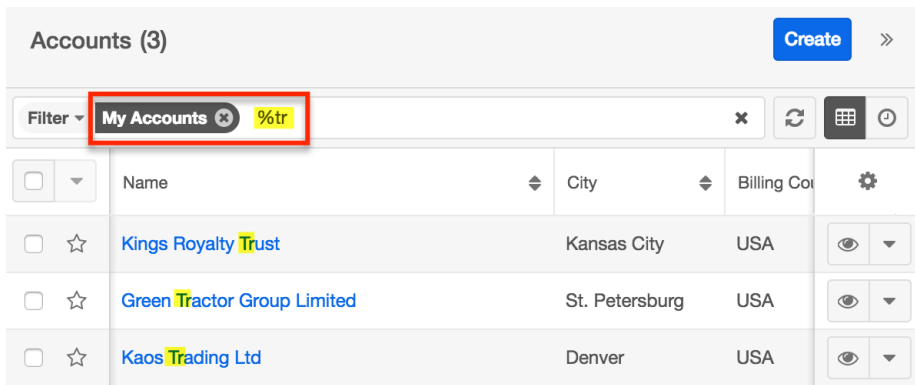 Accounts (3)
Create
Filter My Accounts %tr
Name City Billing Cou
Kings Royalty Trust Kansas City USA
Green Tractor Group Limited St. Petersburg USA
Kaos Trading Ltd Denver USA